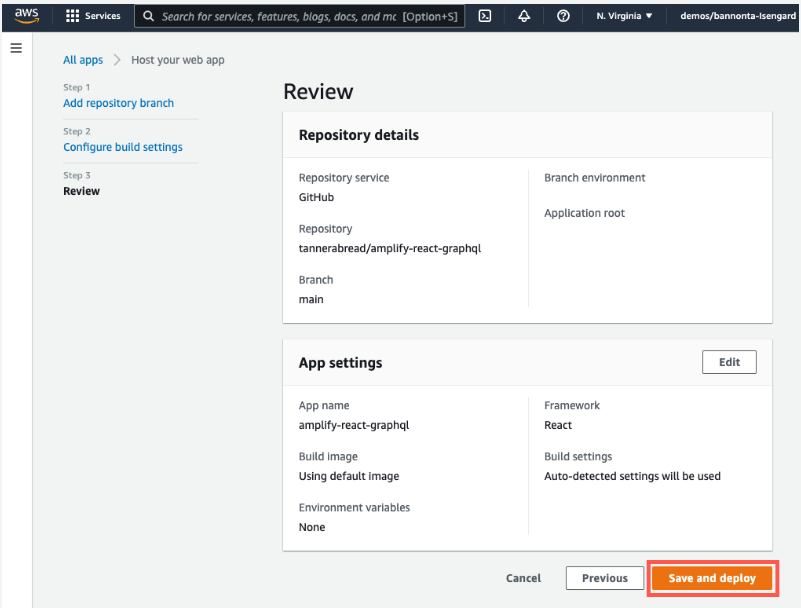 aws
Services
Search for services, features, blogs, docs, and mc [Option+S]
N. Virginia
demos/bannonta-Isengard
All apps
Host your web app
Step 1
Add repository branch
Step 2
Configure build settings
Step 3
Review
Review
Repository details
Repository service
GitHub
Repository
tannerabread/amplify-react-graphql
Branch
main
Branch environment
Application root
App settings
Edit
App name
amplify-react-graphql
Build image
Using default image
Environment variables
None
Framework
React
Build settings
Auto-detected settings will be used
Cancel
Previous
Save and deploy